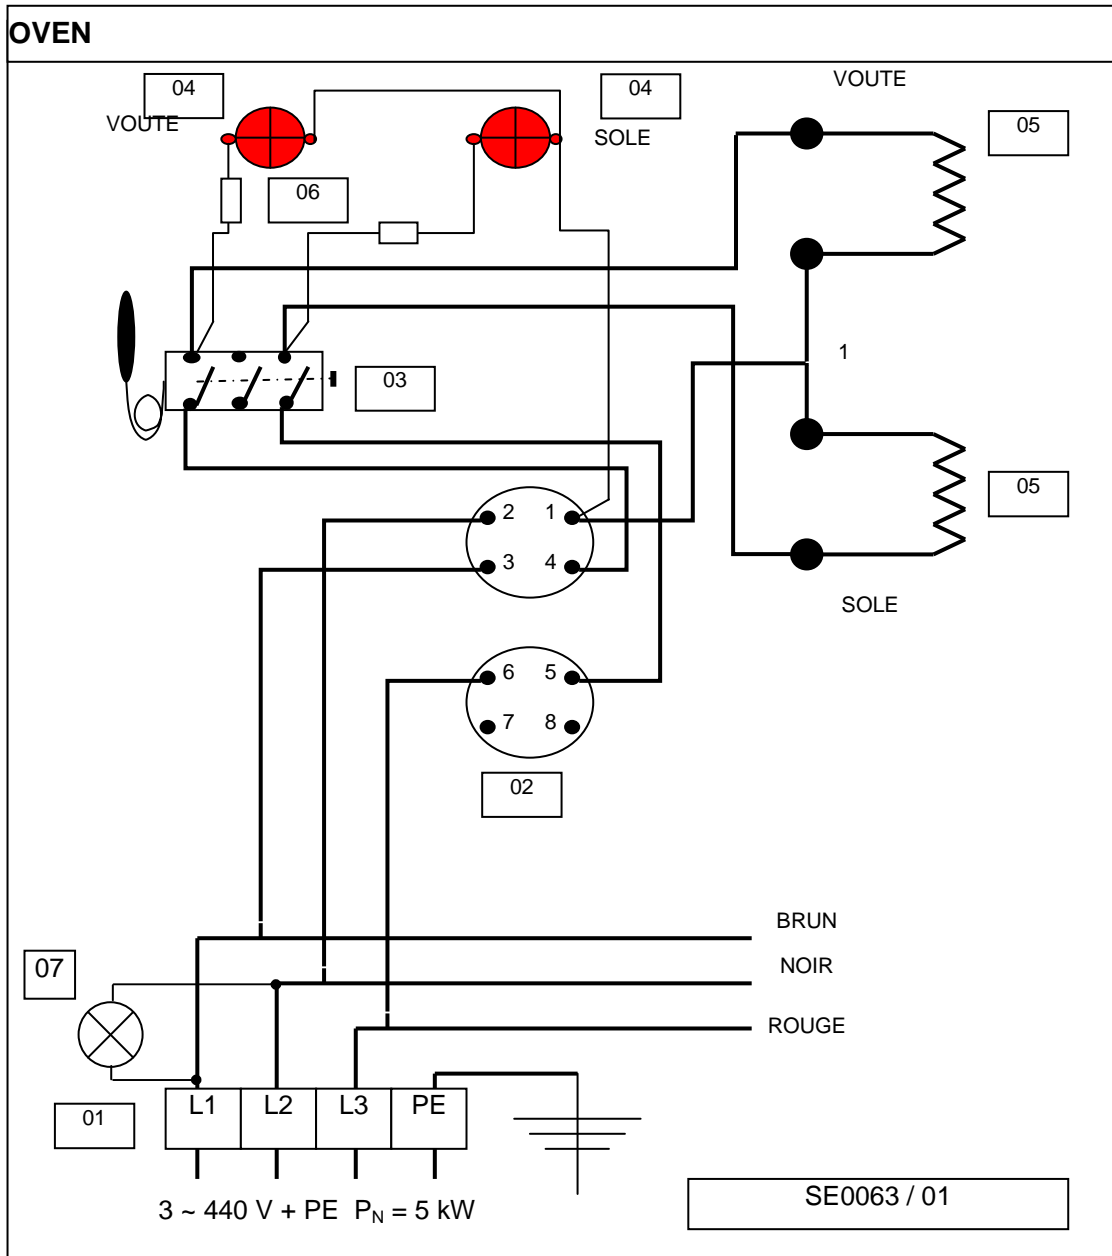 OVEN
04
VOUTE
04
SOLE
VOUTE
05
06
1
03
05
2 1
3 4
SOLE
6 5
7 8
02
BRUN
07
NOIR
ROUGE
01
L1 L2 L3 PE
3 ~ 440 V + PE PN = 5 kW
SE0063 / 01